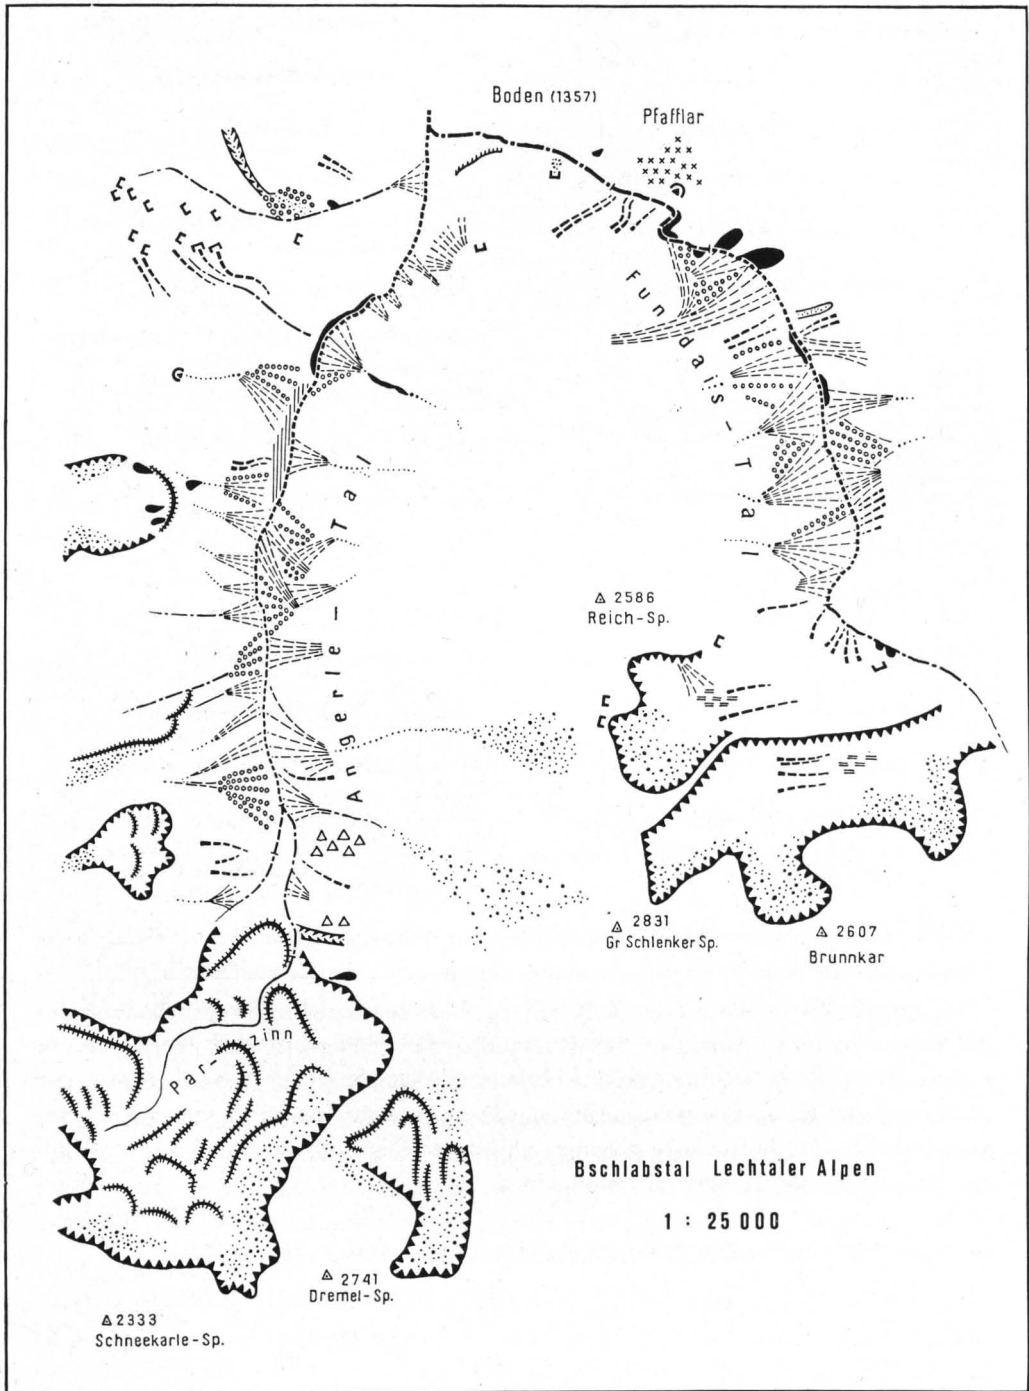 Boden (1357)
Pfafflar
Fundais-Tal
Angerle-Tal
△ 2586
Reich-Sp.
△ 2831
Gr Schlenker Sp.
△ 2607
Brunnkar
Par-zinn
Bschlabstal Lechtaler Alpen
1 : 25 000
△ 2741
Dremel-Sp.
△ 2333
Schneekarle-Sp.